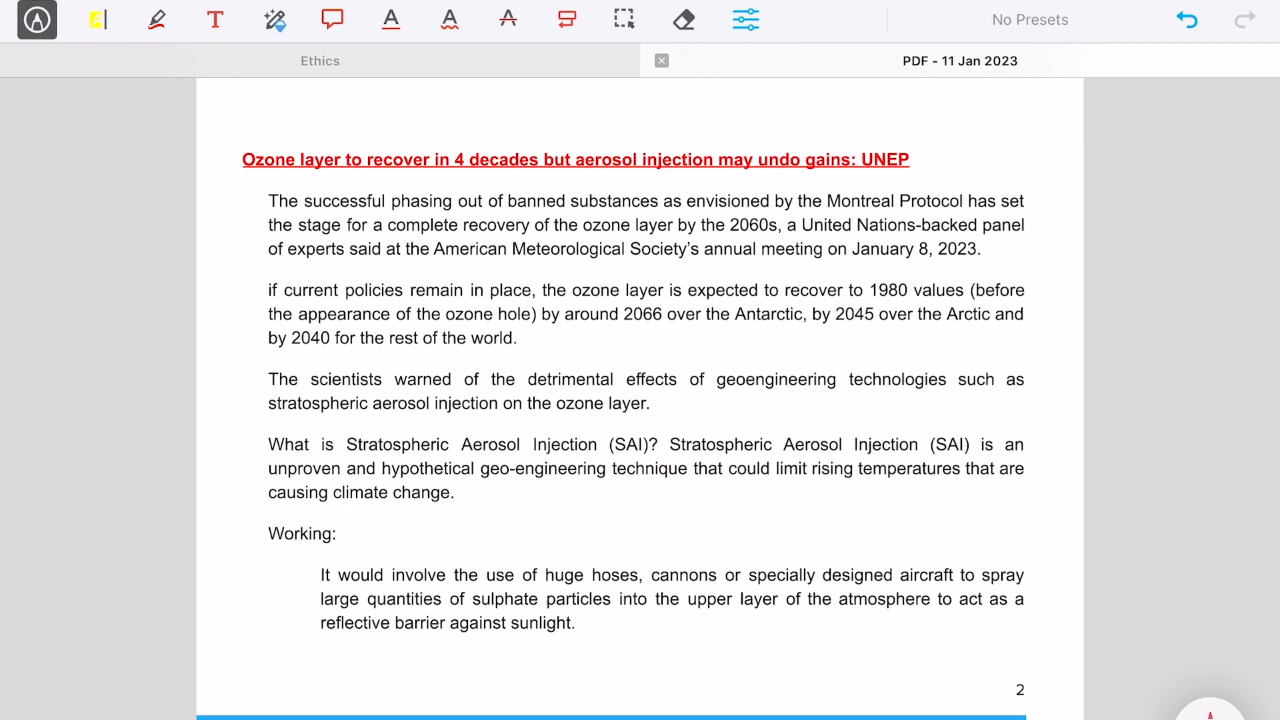 No Presets
Ethics
PDF - 11 Jan 2023
Ozone layer to recover in 4 decades but aerosol injection may undo gains: UNEP
The successful phasing out of banned substances as envisioned by the Montreal Protocol has set
the stage for a complete recovery of the ozone layer by the 2060s, a United Nations-backed panel
of experts said at the American Meteorological Society's annual meeting on January 8, 2023.
if current policies remain in place, the ozone layer is expected to recover to 1980 values (before
the appearance of the ozone hole) by around 2066 over the Antarctic, by 2045 over the Arctic and
by 2040 for the rest of the world.
The scientists warned of the detrimental effects of geoengineering technologies such as
stratospheric aerosol injection on the ozone layer.
What is Stratospheric Aerosol Injection (SAI)? Stratospheric Aerosol Injection (SAI) is an
unproven and hypothetical geo-engineering technique that could limit rising temperatures that are
causing climate change.
Working:
It would involve the use of huge hoses, cannons or specially designed aircraft to spray
large quantities of sulphate particles into the upper layer of the atmosphere to act as a
reflective barrier against sunlight.
2